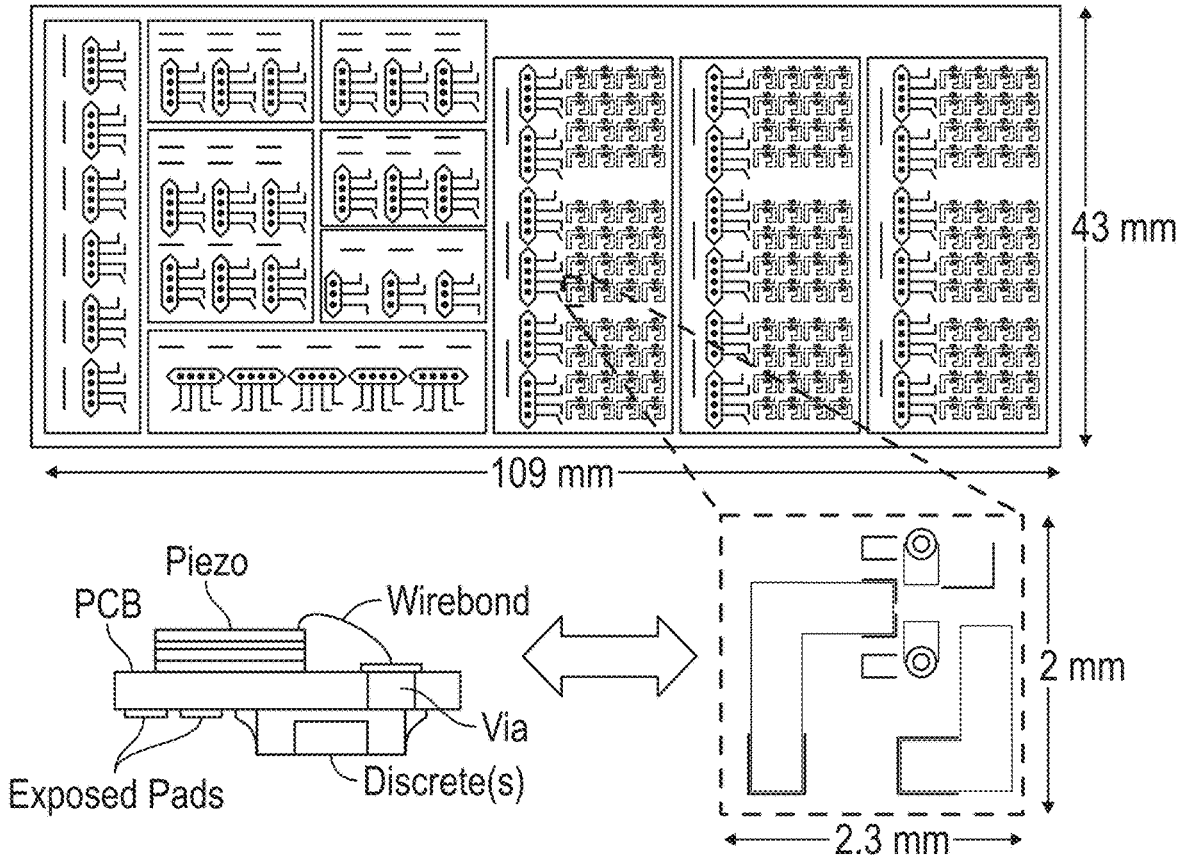 43 mm
109 mm
Piezo
PCB
Wirebond
2 mm
Via
Exposed Pads
Discrete(s)
2.3 mm